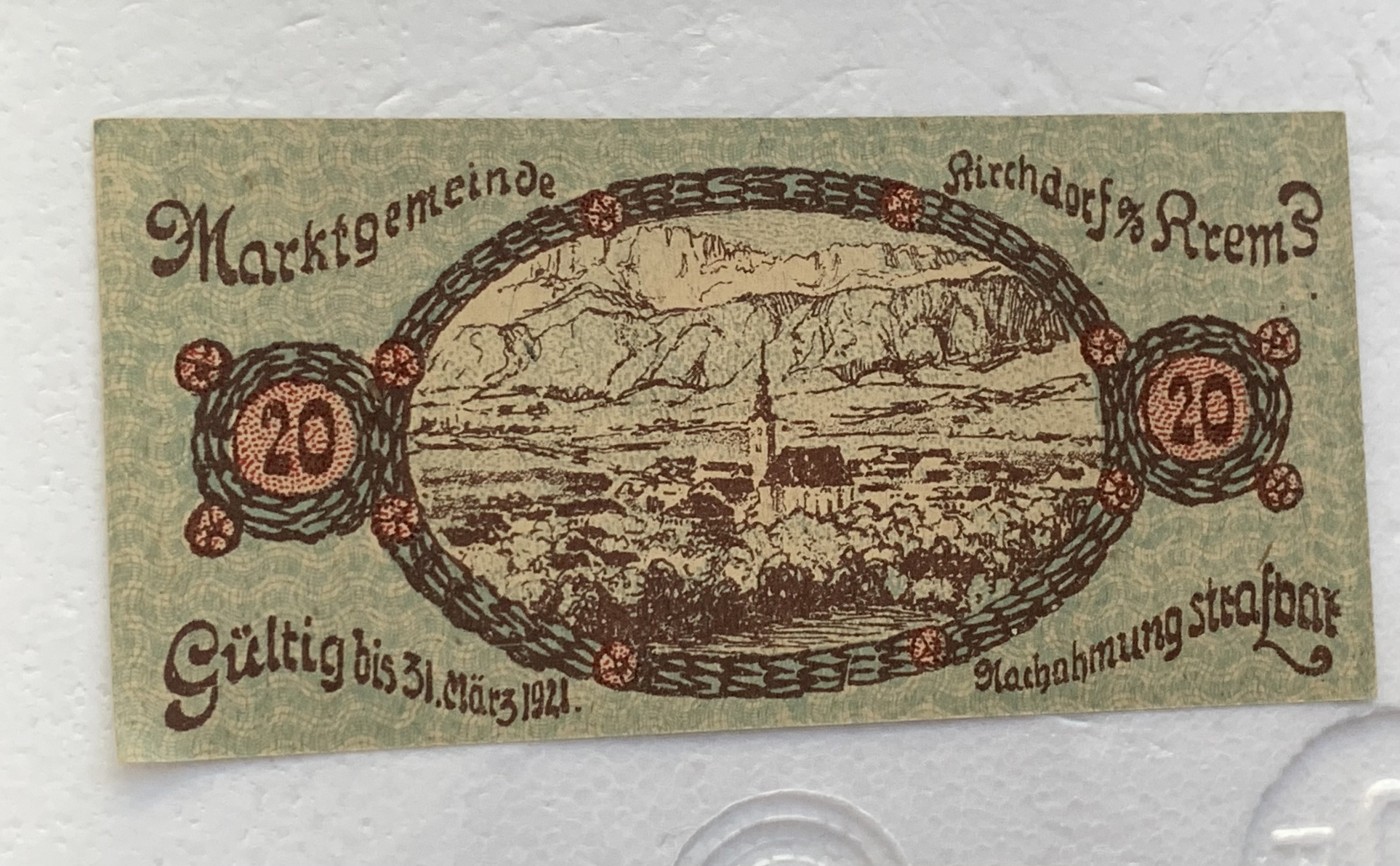 Marktgemeinde
Kirchdorf a/d Krems
20
20
Gültig bis 31. März 1921.
Nachahmung strafbar